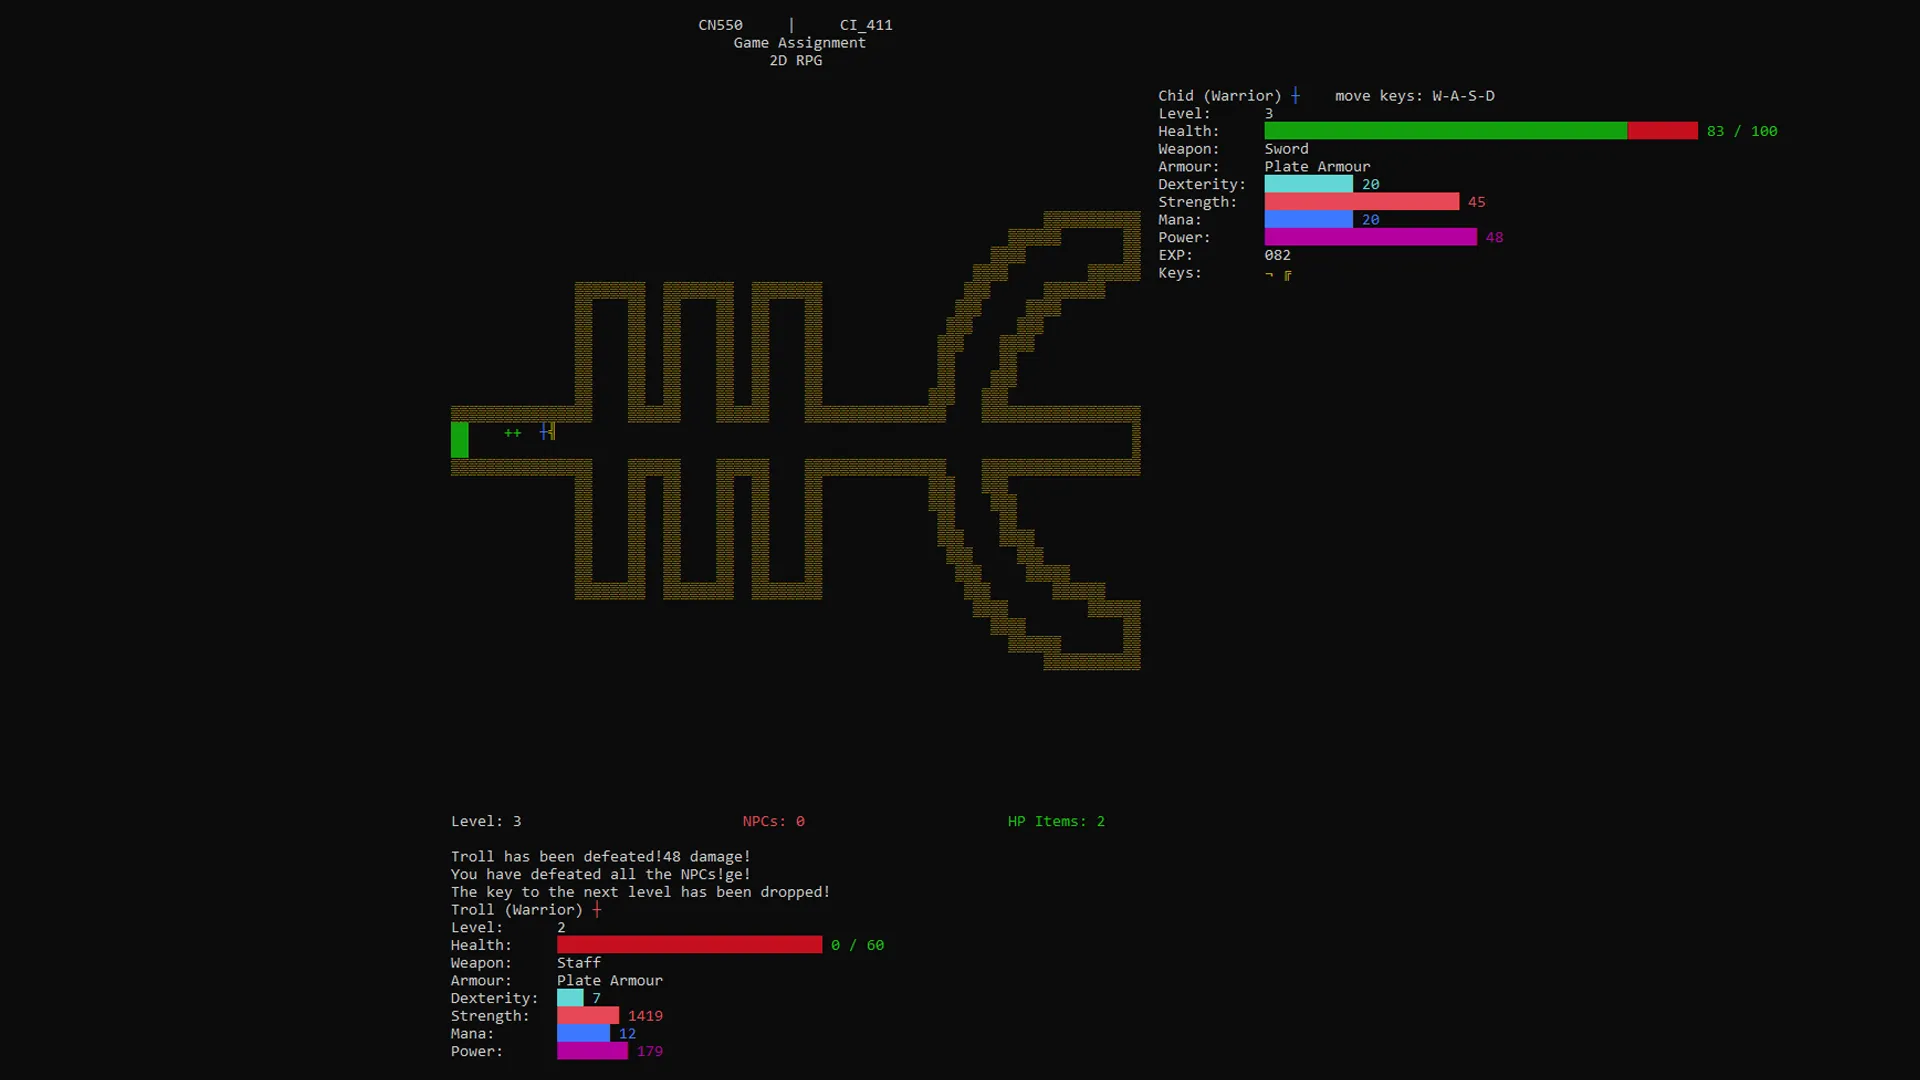 CN550 | CI_411
Game Assignment
2D RPG
Chid (Warrior) ┼ move keys: W-A-S-D
Level: 3
Health: 83 / 100
Weapon: Sword
Armour: Plate Armour
Dexterity: 20
Strength: 45
Mana: 20
Power: 48
EXP: 082
Keys: ¬ ╔
++ ┼╣
Level: 3 NPCs: 0 HP Items: 2
Troll has been defeated!48 damage!
You have defeated all the NPCs!ge!
The key to the next level has been dropped!
Troll (Warrior) ┼
Level: 2
Health: 0 / 60
Weapon: Staff
Armour: Plate Armour
Dexterity: 7
Strength: 1419
Mana: 12
Power: 179